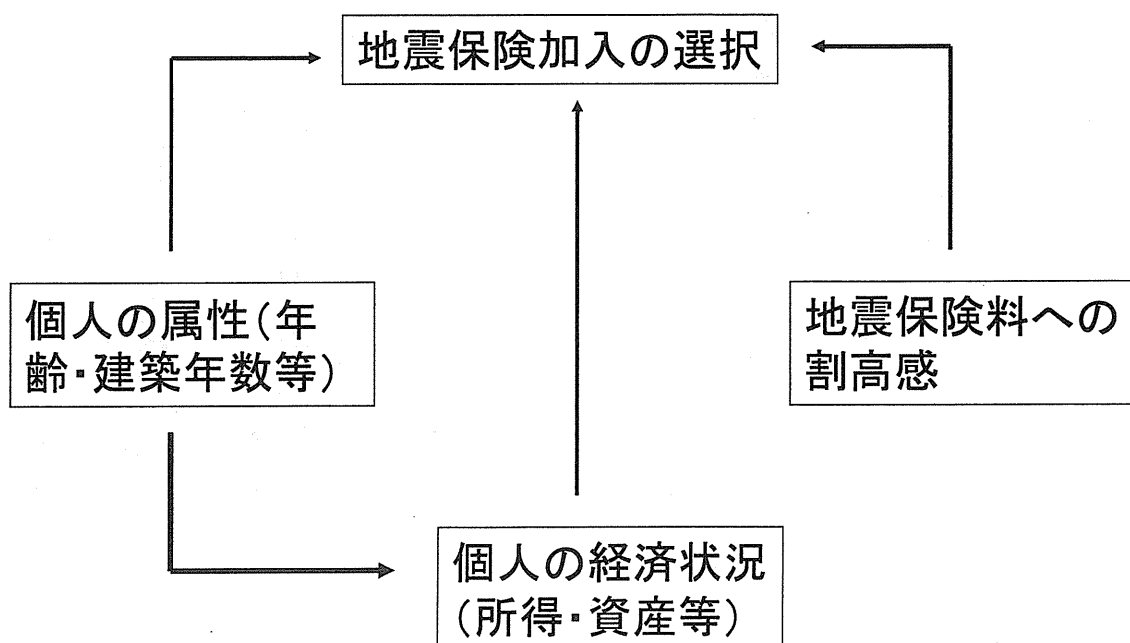 地震保険加入の選択
個人の属性(年
齢・建築年数等)
地震保険料への
割高感
個人の経済状況
(所得・資産等)